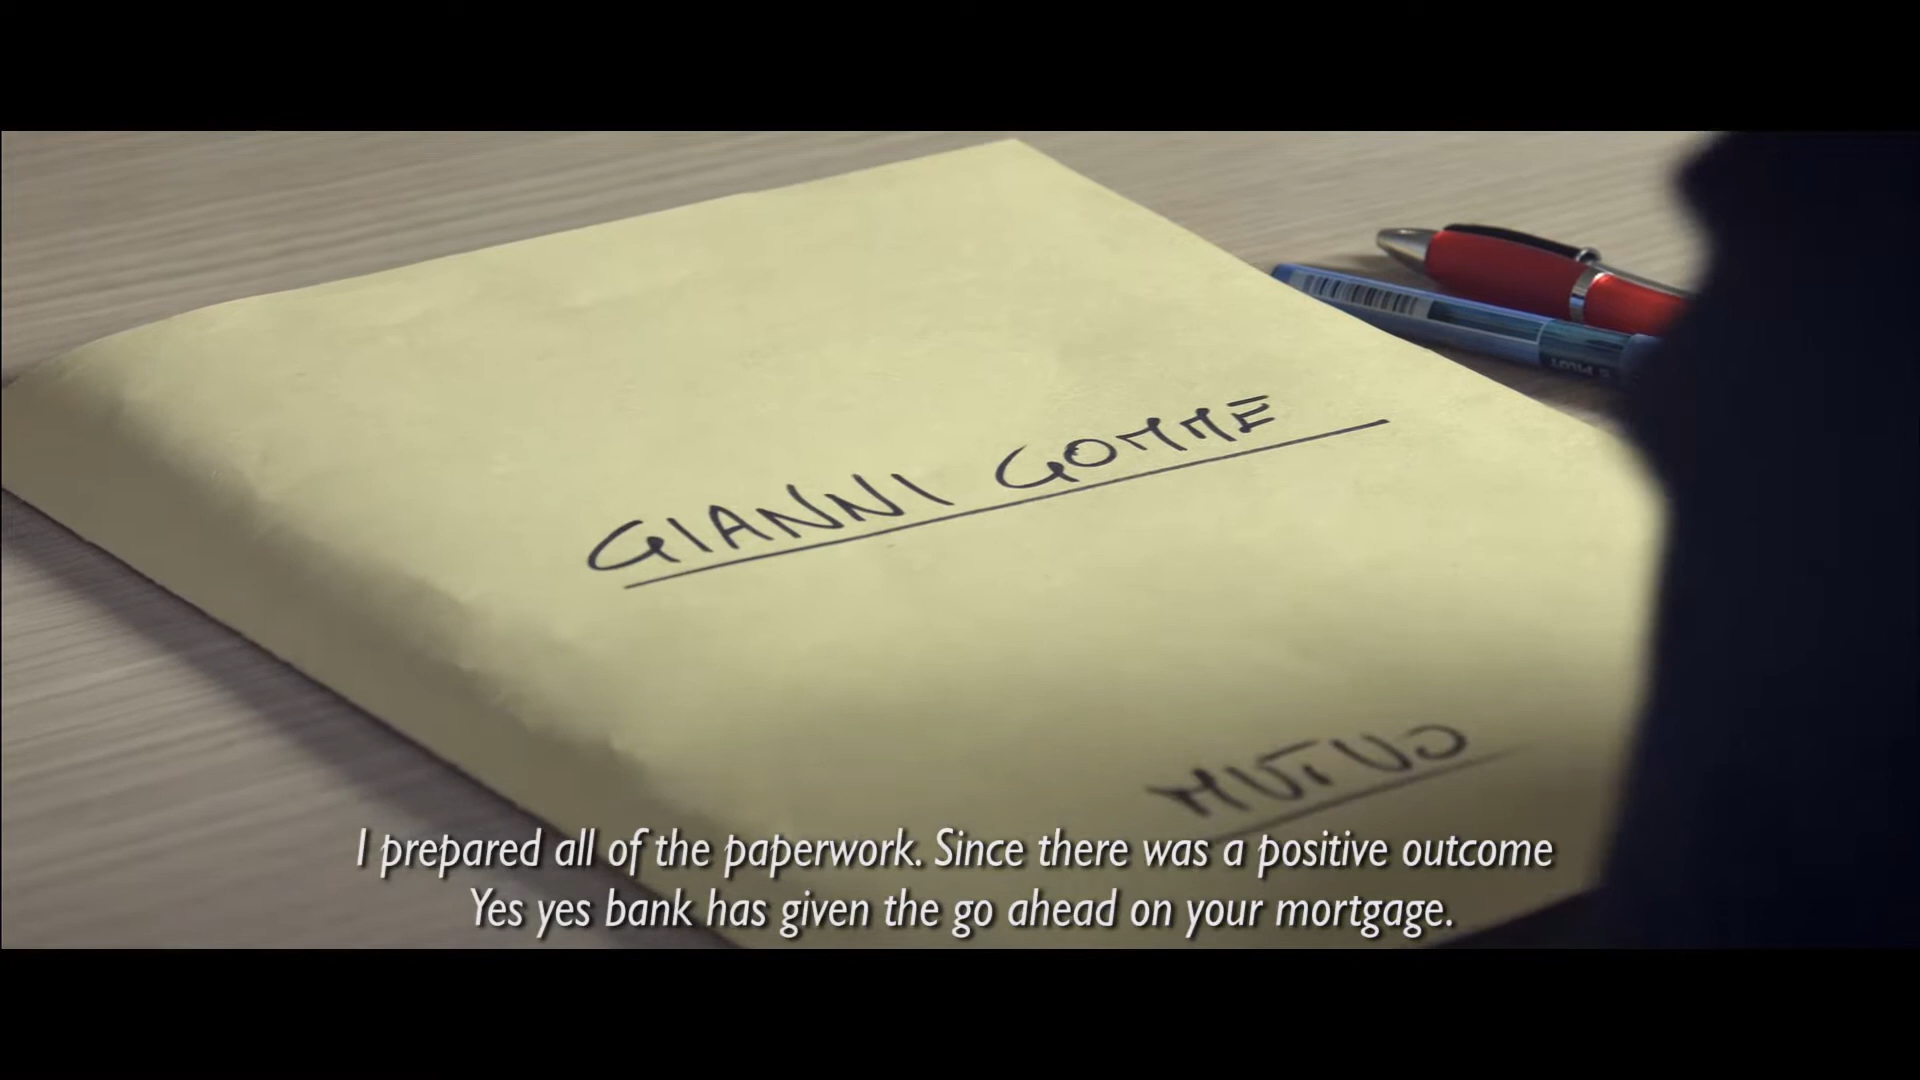 GIANNI GOMME
MUTUO
I prepared all of the paperwork. Since there was a positive outcome
Yes yes bank has given the go ahead on your mortgage.